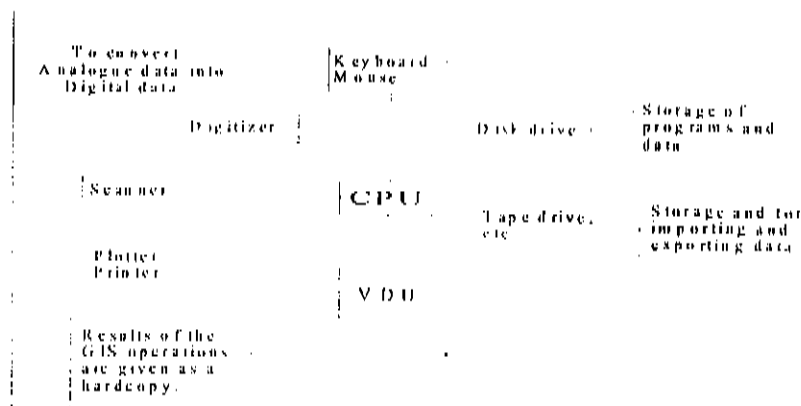 To convert
Analogue data into
Digital data
Keyboard
Mouse
Digitizer
Disk drive
Storage of
programs and
data
Scanner
CPU
Tape drive,
etc
Storage and for
importing and
exporting data
Plotter
Printer
VDU
Results of the
GIS operations
are given as a
hardcopy.